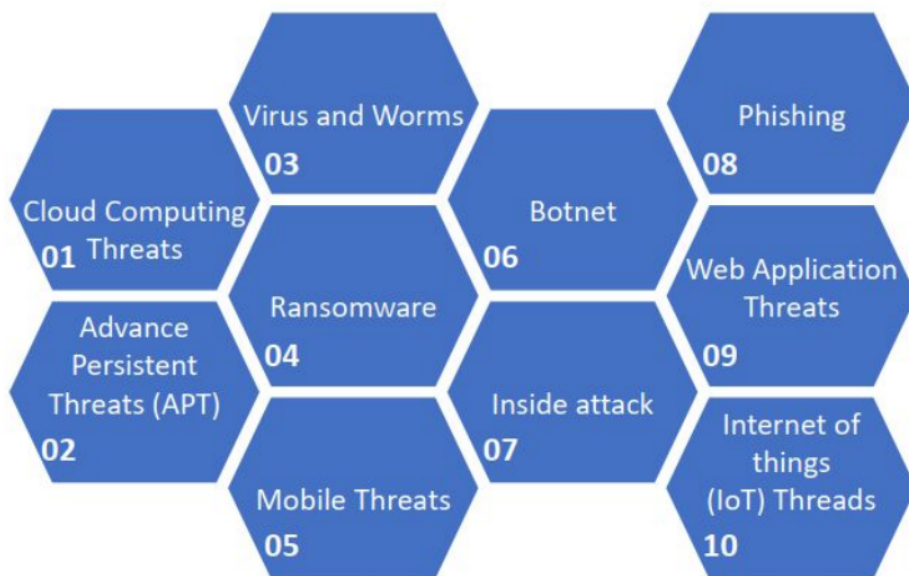 Cloud Computing
Threats
01
Advance
Persistent
Threats (APT)
02
Virus and Worms
03
Ransomware
04
Mobile Threats
05
Botnet
06
Inside attack
07
Phishing
08
Web Application
Threats
09
Internet of
things
(IoT) Threads
10